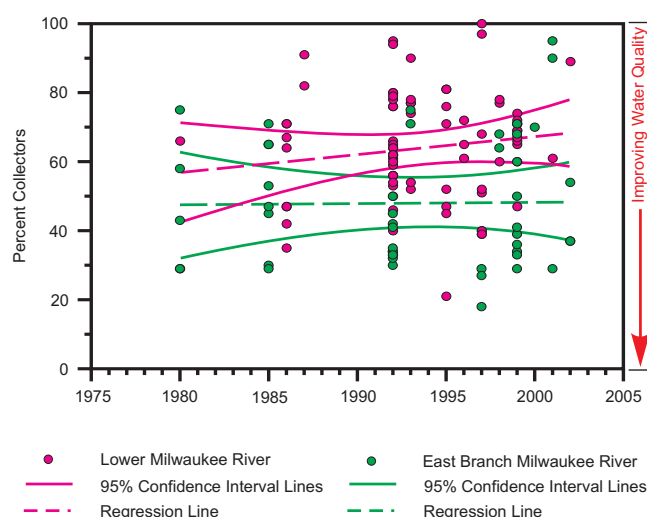 100
80
60
40
20
0
Percent Collectors
Improving Water Quality
1975 1980 1985 1990 1995 2000 2005
Lower Milwaukee River East Branch Milwaukee River
95% Confidence Interval Lines 95% Confidence Interval Lines
Regression Line Regression Line